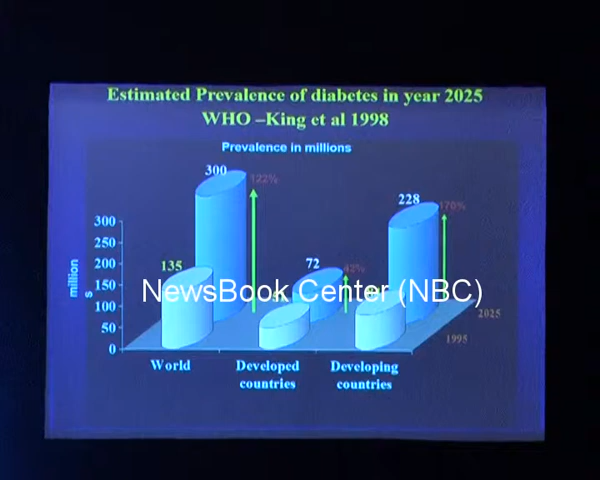 Estimated Prevalence of diabetes in year 2025
WHO –King et al 1998
Prevalence in millions
300
122%
228
170%
72
42%
135
300
250
200
150
100
50
0
million
s
NewsBook Center (NBC)
2025
1995
World
Developed
countries
Developing
countries